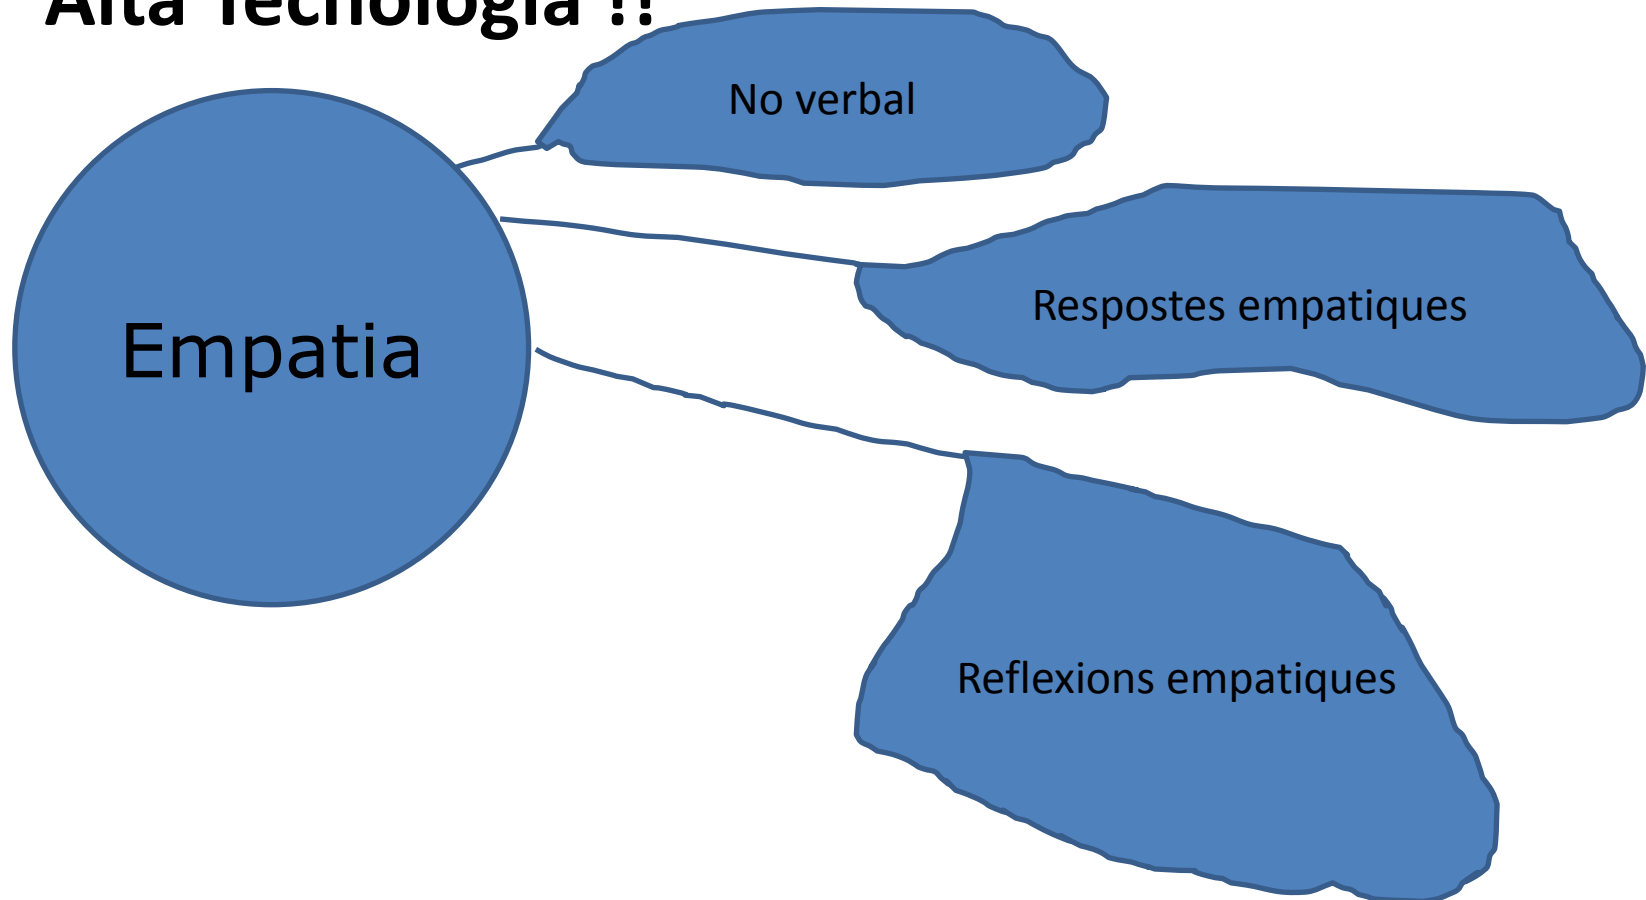 Alta Tecnologia !!
No verbal
Respostes empatiques
Empatia
Reflexions empatiques